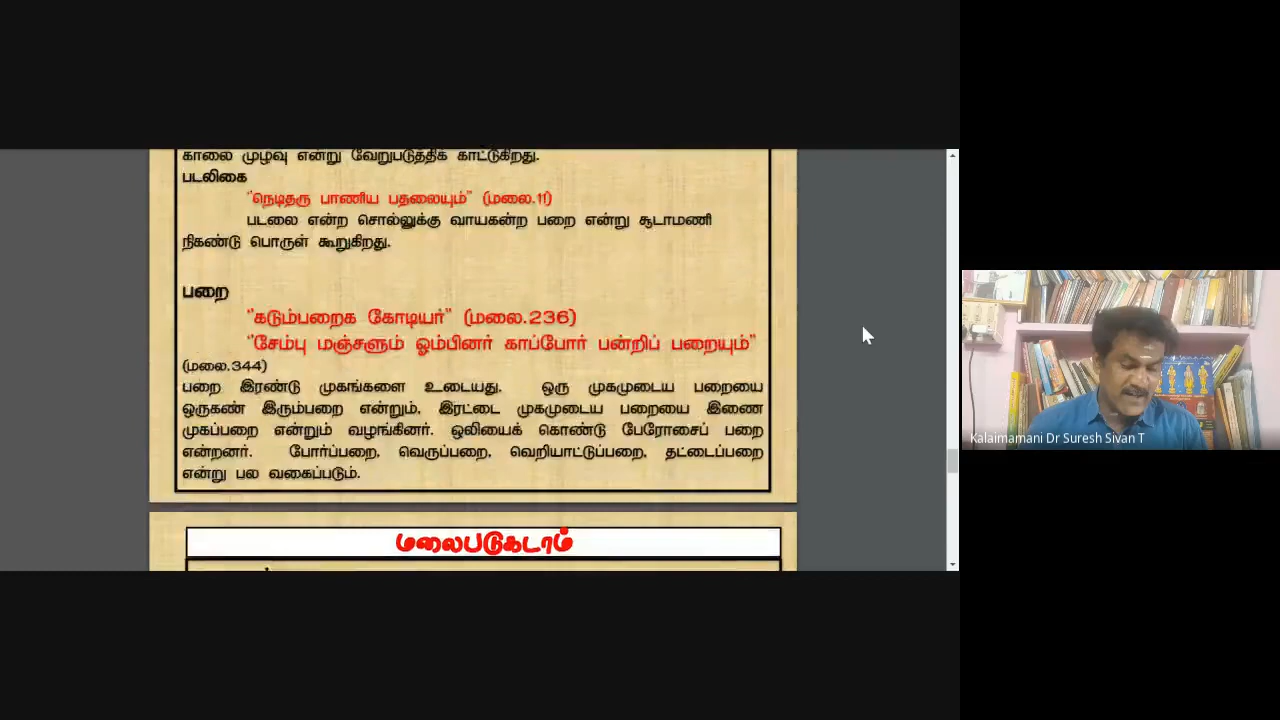 காலை முழவு என்று வேறுபடுத்திக் காட்டுகிறது.
படலிகை
"நெடிதரு பாணிய பதலையும்" (மலை.11)
படலை என்ற சொல்லுக்கு வாயகன்ற பறை என்று சூடாமணி
நிகண்டு பொருள் கூறுகிறது.
பறை
"கடும்பறைக கோடியர்" (மலை.236)
"சேம்பு மஞ்சளும் ஓம்பினர் காப்போர் பன்றிப் பறையும்"
(மலை.344)
பறை இரண்டு முகங்களை உடையது. ஒரு முகமுடைய பறையை
ஒருகண் இரும்பறை என்றும், இரட்டை முகமுடைய பறையை இணை
முகப்பறை என்றும் வழங்கினர். ஒலியைக் கொண்டு பேரோசைப் பறை
என்றனர். போர்ப்பறை, வெருப்பறை, வெறியாட்டுப்பறை, தட்டைப்பறை
என்று பல வகைப்படும்.
மலைபடுகடாம்
Kalaimamani Dr Suresh Sivan T